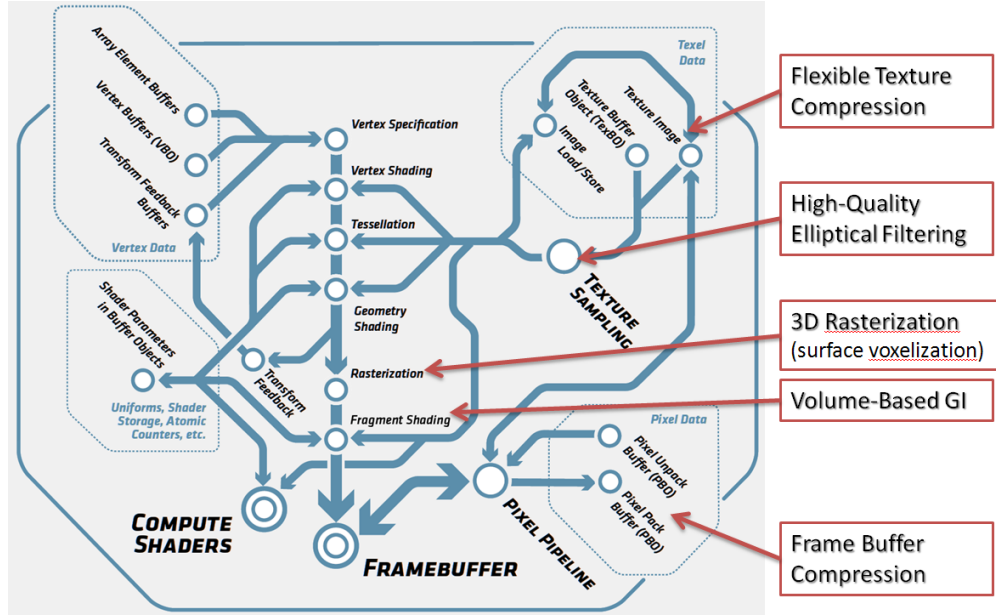 Array Element Buffers
Vertex Buffers (VBO)
Transform Feedback
Buffers
Vertex Data
Shader Parameters
in Buffer Objects
Uniforms, Shader
Storage, Atomic
Counters, etc.
Vertex Specification
Vertex Shading
Tessellation
Geometry
Shading
Transform
Feedback
Rasterization
Fragment Shading
COMPUTE
SHADERS
FRAMEBUFFER
Texel
Data
Texture Image
Texture Buffer
Object (TexBO)
Image
Load/Store
TEXTURE
SAMPLING
Pixel Data
Pixel Unpack
Buffer (PBO)
Pixel Pack
Buffer (PBO)
PIXEL PIPELINE
Flexible Texture
Compression
High-Quality
Elliptical Filtering
3D Rasterization
(surface voxelization)
Volume-Based GI
Frame Buffer
Compression